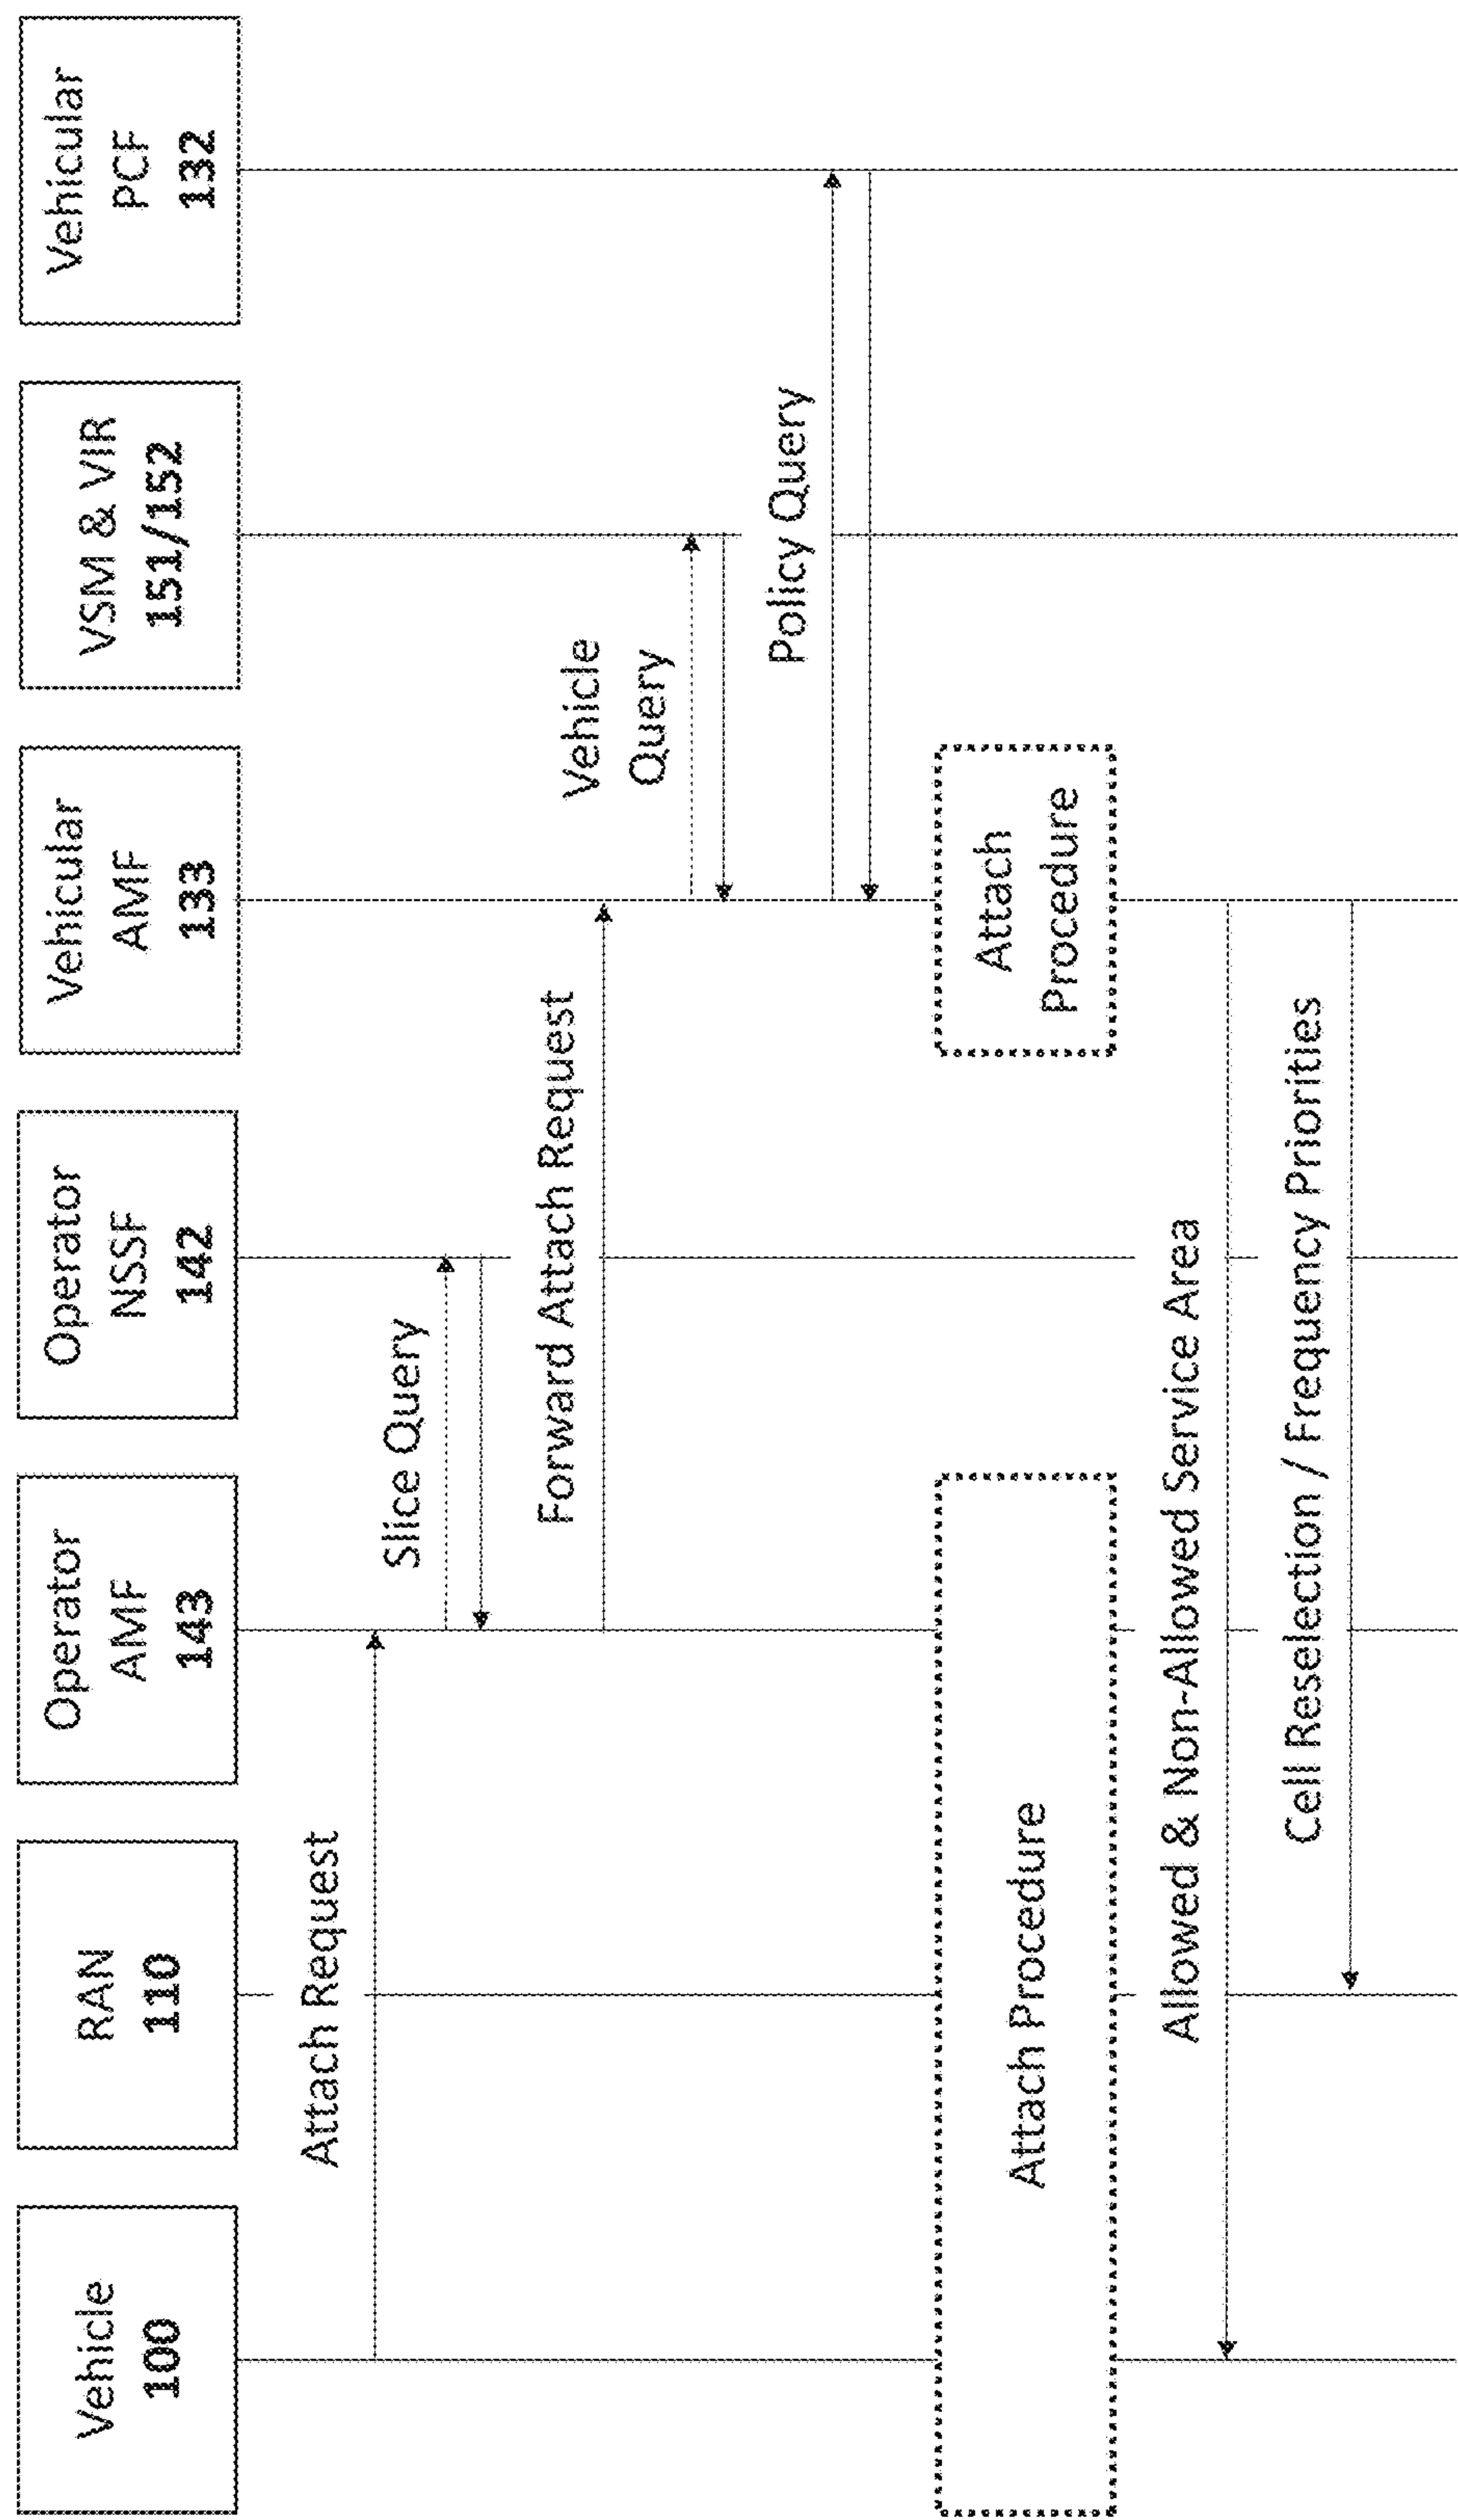 Vehicle
100
RAN
110
Operator
AMF
143
Operator
NSSF
142
Vehicular
AMF
133
VSM & VIR
151/152
Vehicular
PCF
132
Attach Request
Slice Query
Forward Attach Request
Vehicle
Query
Policy Query
Attach Procedure
Attach
Procedure
Allowed & Non-Allowed Service Area
Cell Reselection / Frequency Priorities